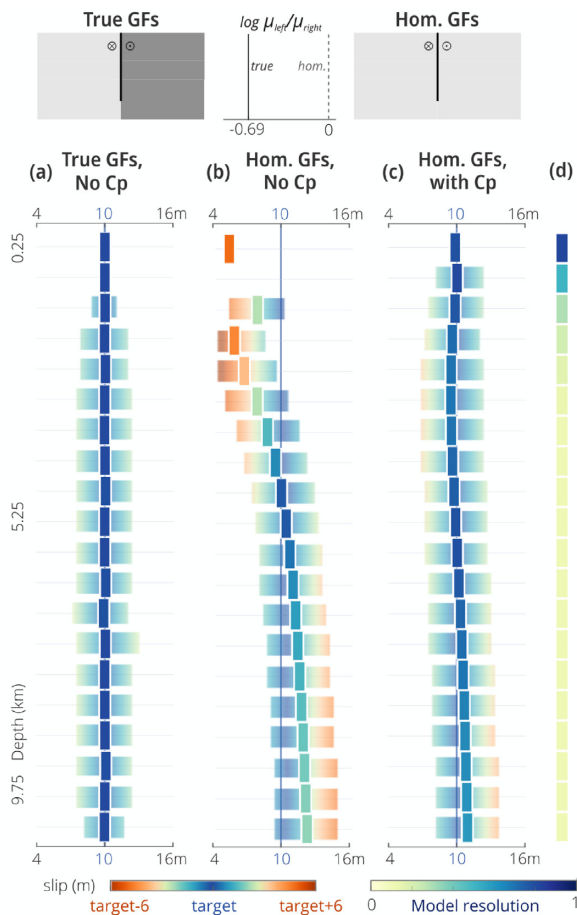 True GFs
log μleft/μright
Hom. GFs
true
hom.
-0.69
0
(a)
True GFs,
No Cp
(b)
Hom. GFs,
No Cp
(c)
Hom. GFs,
with Cp
(d)
4
10
16m
4
10
16m
4
10
16m
0.25
5.25
9.75
Depth (km)
4
10
16m
4
10
16m
4
10
16m
slip (m)
target-6
target
target+6
0
Model resolution
1